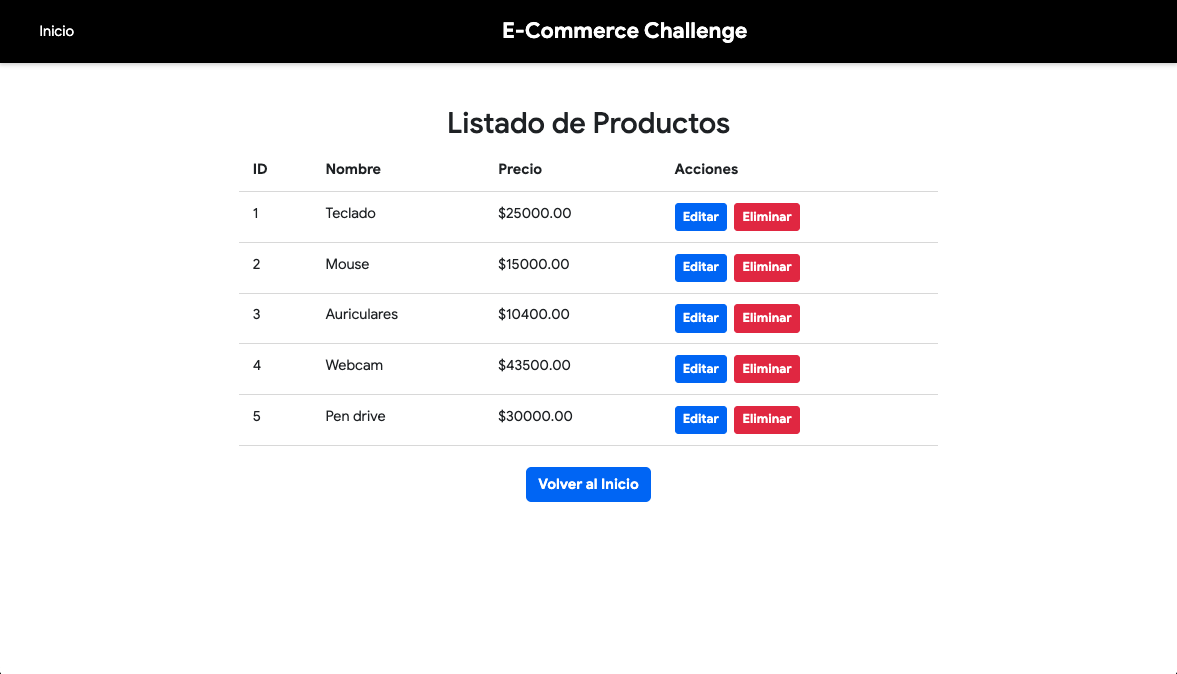 Inicio E-Commerce Challenge
Listado de Productos
ID Nombre Precio Acciones
1 Teclado $25000.00 Editar Eliminar
2 Mouse $15000.00 Editar Eliminar
3 Auriculares $10400.00 Editar Eliminar
4 Webcam $43500.00 Editar Eliminar
5 Pen drive $30000.00 Editar Eliminar
Volver al Inicio